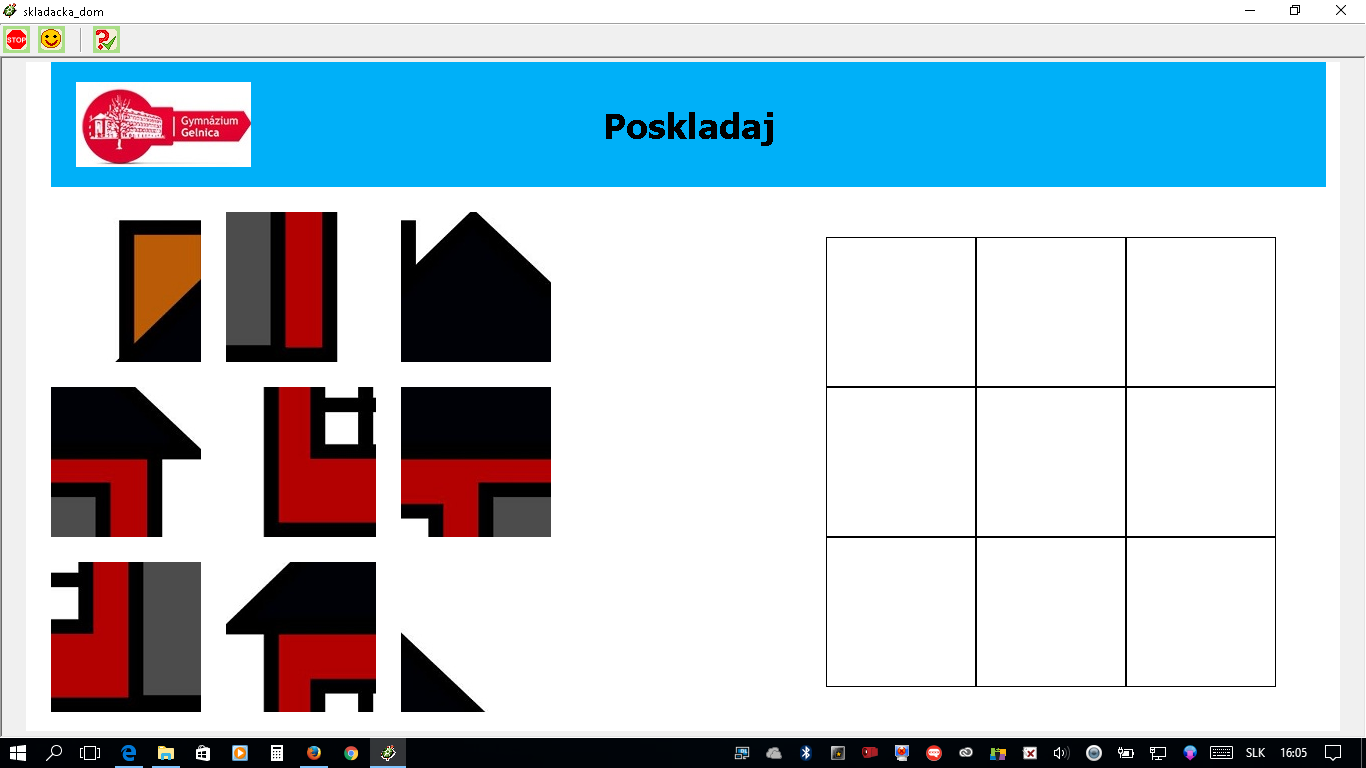 skladacka_dom
STOP
Gymnázium
Gelnica
Poskladaj
SLK
16:05